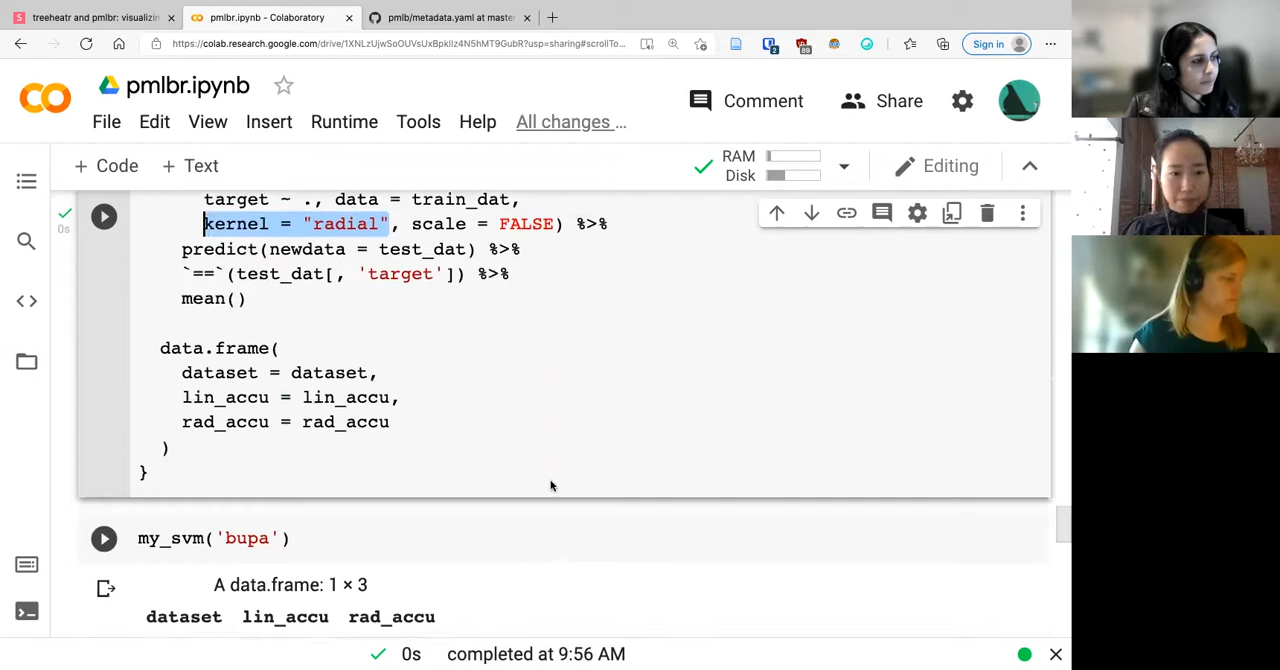 treeheatr and pmlbr: visualizin
pmlbr.ipynb - Colaboratory
pmlb/metadata.yaml at master
https://colab.research.google.com/drive/1XNLzUjwSoOUVsUxBpkIIz4N5hMT9GubR?usp=sharing#scrollTo...
Sign in
2
89
pmlbr.ipynb
Comment
Share
File Edit View Insert Runtime Tools Help All changes ...
+ Code + Text
RAM
Disk
Editing
target ~ ., data = train_dat,
kernel = "radial", scale = FALSE) %>%
predict(newdata = test_dat) %>%
`==`(test_dat[, 'target']) %>%
mean()
data.frame(
dataset = dataset,
lin_accu = lin_accu,
rad_accu = rad_accu
)
}
0s
my_svm('bupa')
A data.frame: 1 × 3
dataset lin_accu rad_accu
0s completed at 9:56 AM